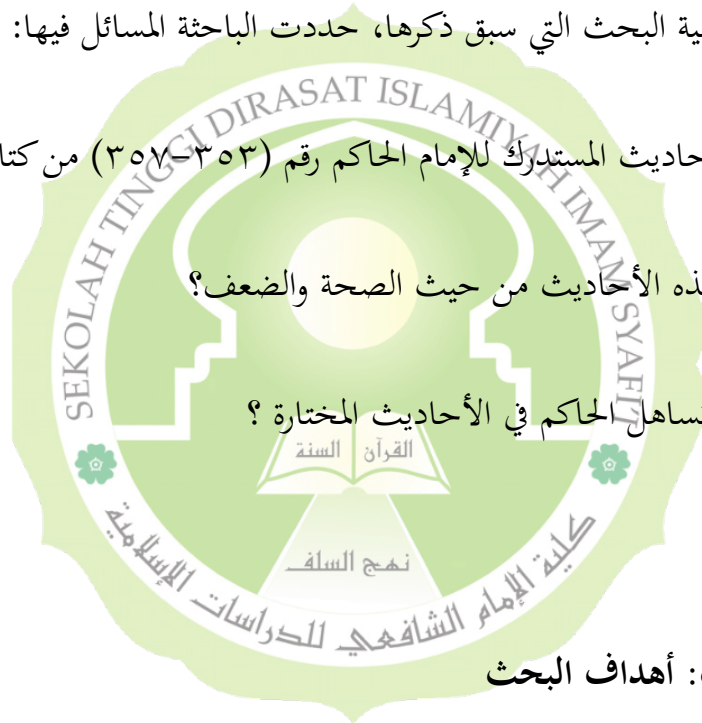 ية البحث التي سبق ذكرها، حددت الباحثة المسائل فيها:
حاديث المستدرك للإمام الحاكم رقم (٣٥٣-٣٥٧) من كتا
ذه الأحاديث من حيث الصحة والضعف؟
تساهل الحاكم في الأحاديث المختارة ؟
: أهداف البحث
SEKOLAH TINGGI DIRASAT ISLAMIYAH IMAM SYAFI'I
القرآن السنة
نهج السلف
كلية الإمام الشافعي للدراسات الإسلامية